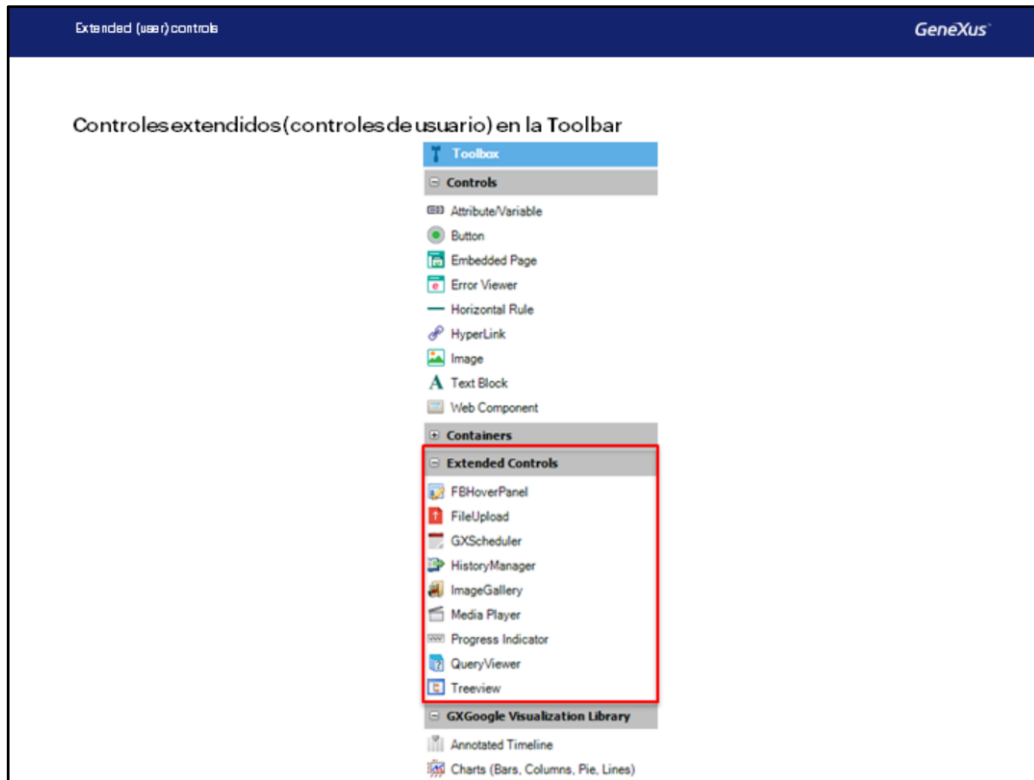 Extended (user) controls
GeneXus
Controles extendidos (controles de usuario) en la Toolbar
Toolbox
Controls
Attribute/Variable
Button
Embedded Page
Error Viewer
Horizontal Rule
HyperLink
Image
Text Block
Web Component
Containers
Extended Controls
FBHoverPanel
FileUpload
GXScheduler
HistoryManager
ImageGallery
Media Player
Progress Indicator
QueryViewer
Treeview
GXGoogle Visualization Library
Annotated Timeline
Charts (Bars, Columns, Pie, Lines)